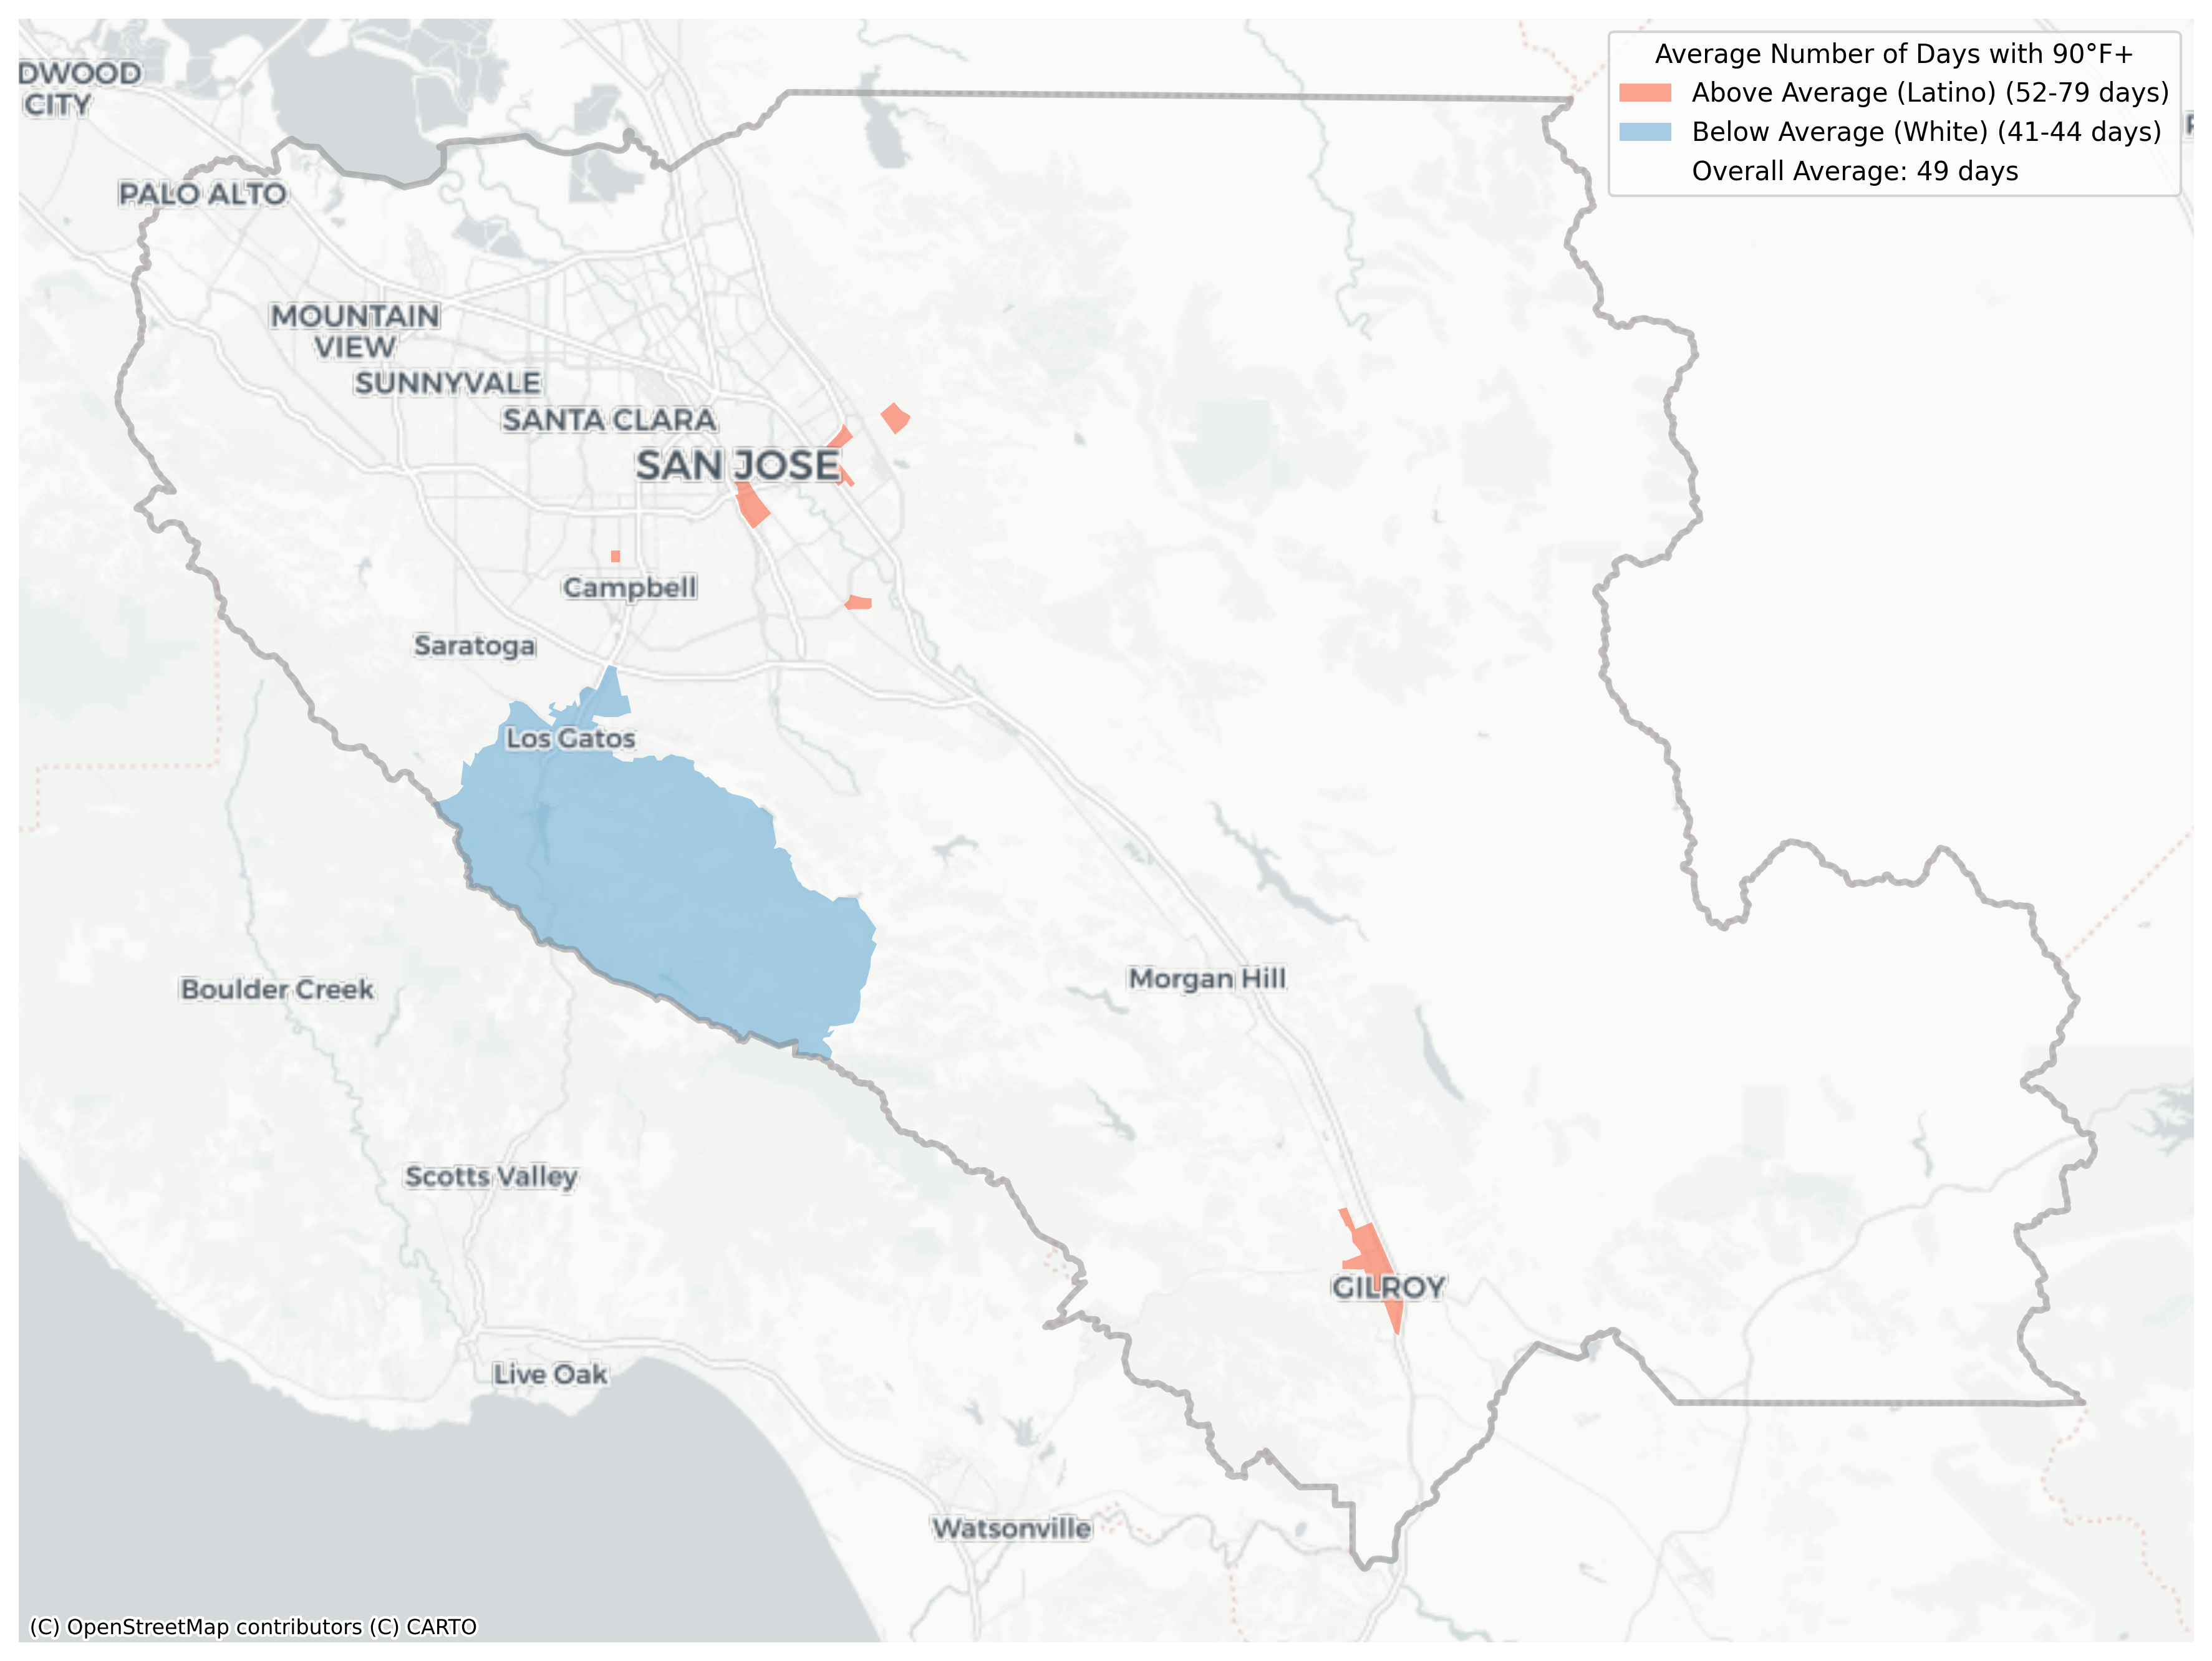 Average Number of Days with 90°F+
Above Average (Latino) (52-79 days)
Below Average (White) (41-44 days)
Overall Average: 49 days
DWOOD
CITY
PALO ALTO
MOUNTAIN
VIEW
SUNNYVALE
SANTA CLARA
SAN JOSE
Campbell
Saratoga
Los Gatos
Morgan Hill
Boulder Creek
Scotts Valley
GILROY
Live Oak
Watsonville
(C) OpenStreetMap contributors (C) CARTO